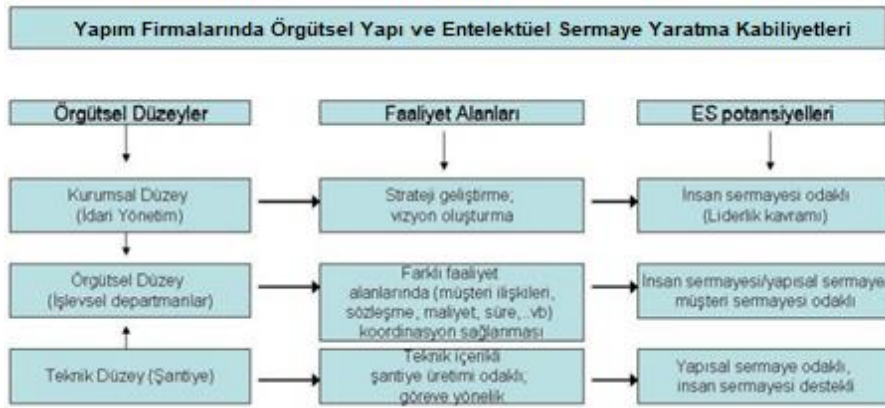 Yapım Firmalarında Örgütsel Yapı ve Entelektüel Sermaye Yaratma Kabiliyetleri
Örgütsel Düzeyler
Faaliyet Alanları
ES potansiyelleri
Kurumsal Düzey
(İdari Yönetim)
Strateji geliştirme;
vizyon oluşturma
İnsan sermayesi odaklı
(Liderlik kavramı)
Örgütsel Düzey
(İşlevsel departmanlar)
Farklı faaliyet
alanlarında (müşteri ilişkileri,
sözleşme, maliyet, süre,..vb)
koordinasyon sağlanması
İnsan sermayesi/yapısal sermaye
müşteri sermayesi odaklı
Teknik Düzey (Şantiye)
Teknik içerikli
şantiye üretimi odaklı;
göreve yönelik
Yapısal sermaye odaklı,
insan sermayesi destekli